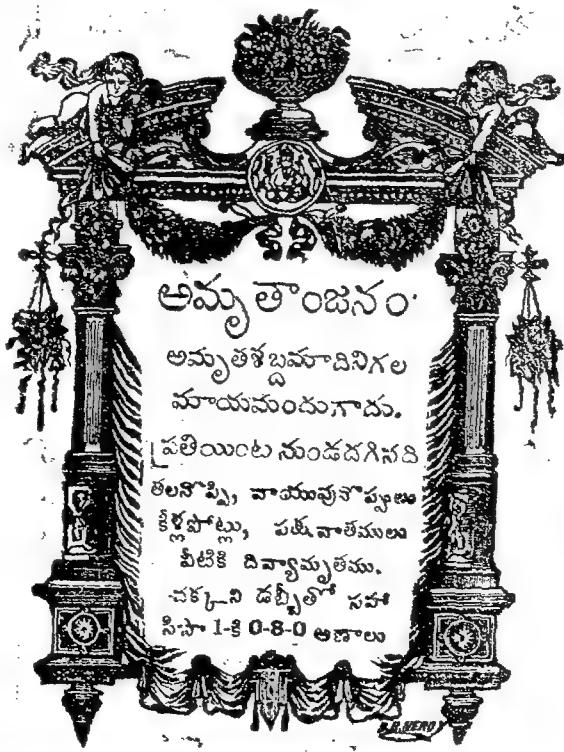 అమృతాంజనం
అమృతశబ్దమాదినిగల
మాయమందుగాదు.
ప్రతియింట నుండదగినది
తలనొప్పి, వాయువునొప్పులు
కీళ్లపోట్లు, పక్షవాతములు
వీటికి దివ్యామృతము.
చక్కని డబ్బీతో సహా
సీసా 1-కి 0-8-0 అణాలు